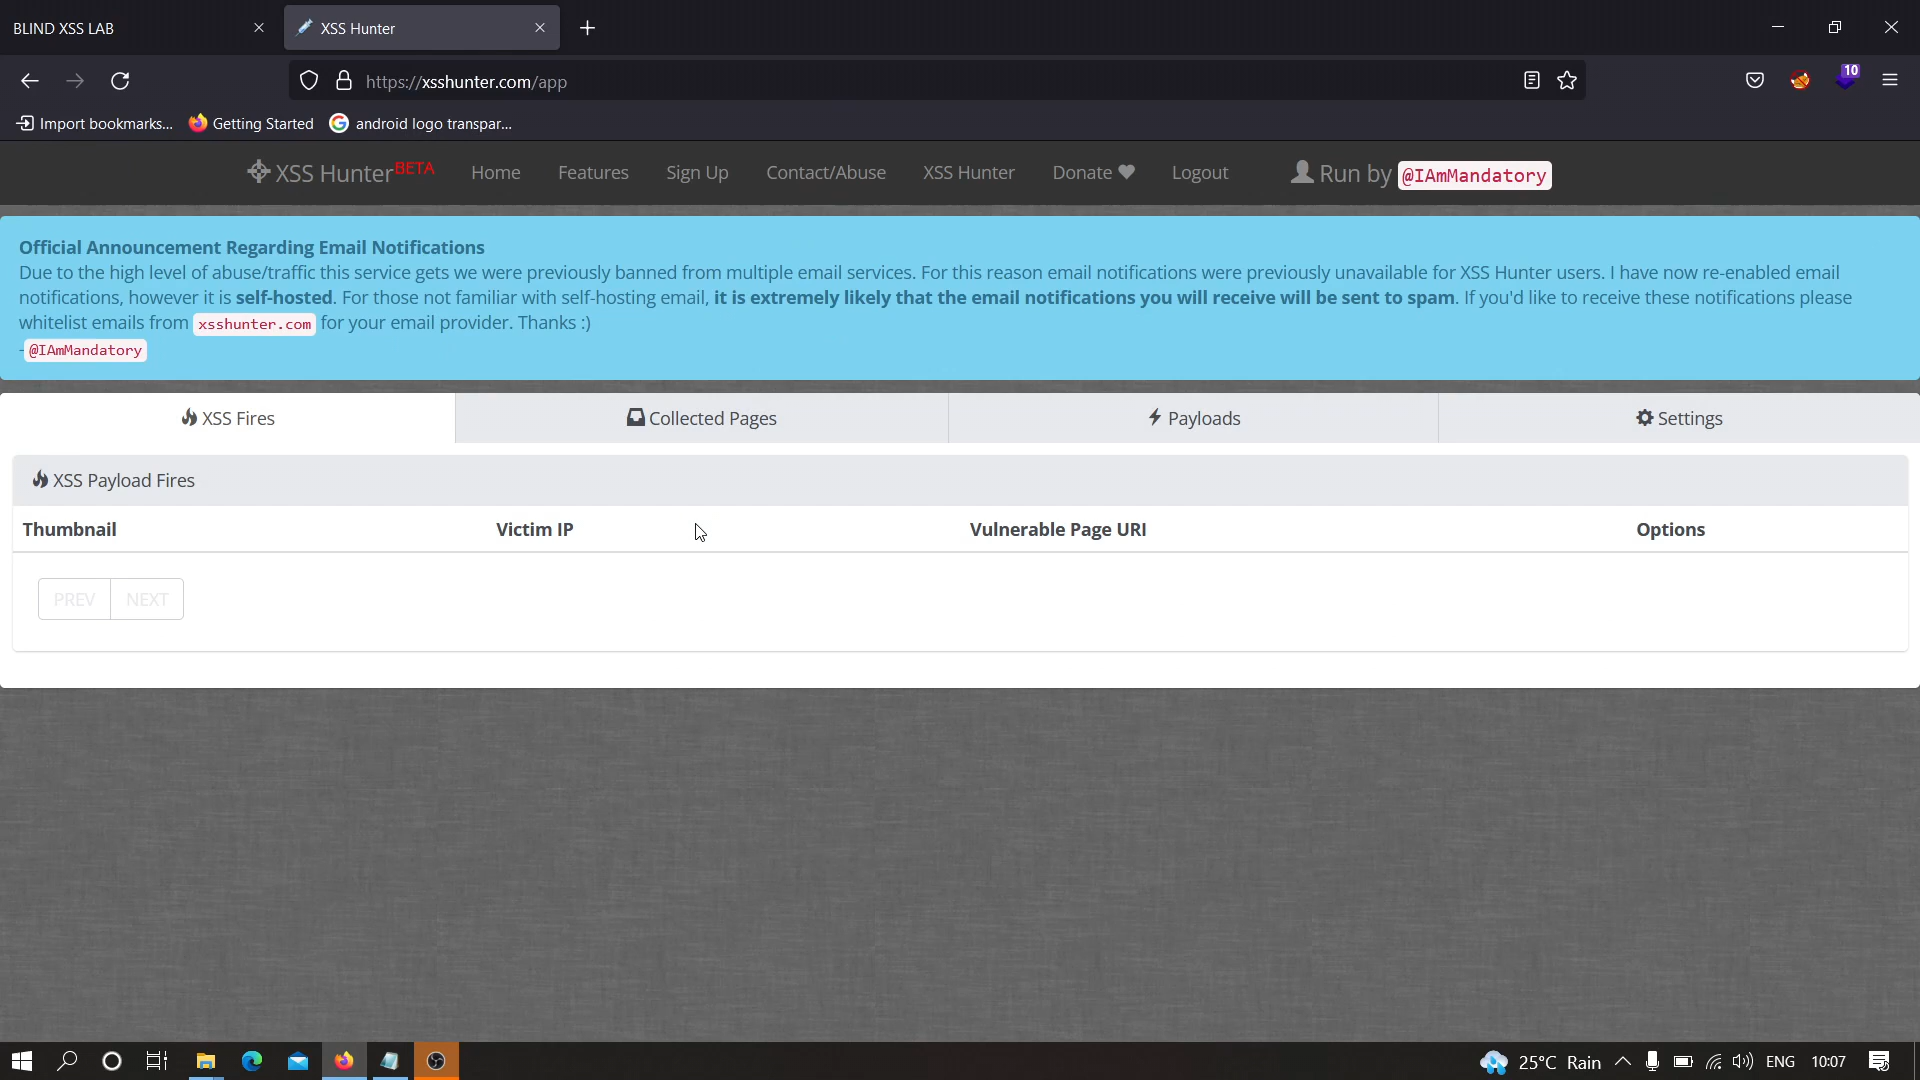 BLIND XSS LAB
XSS Hunter
https://xsshunter.com/app
10
Import bookmarks...
Getting Started
android logo transpar...
XSS HunterBETA
Home
Features
Sign Up
Contact/Abuse
XSS Hunter
Donate
Logout
Run by @IAmMandatory
Official Announcement Regarding Email Notifications
Due to the high level of abuse/traffic this service gets we were previously banned from multiple email services. For this reason email notifications were previously unavailable for XSS Hunter users. I have now re-enabled email
notifications, however it is self-hosted. For those not familiar with self-hosting email, it is extremely likely that the email notifications you will receive will be sent to spam. If you'd like to receive these notifications please
whitelist emails from xsshunter.com for your email provider. Thanks :)
-@IAmMandatory
XSS Fires
Collected Pages
Payloads
Settings
XSS Payload Fires
Thumbnail
Victim IP
Vulnerable Page URI
Options
PREV
NEXT
25°C Rain
ENG
10:07